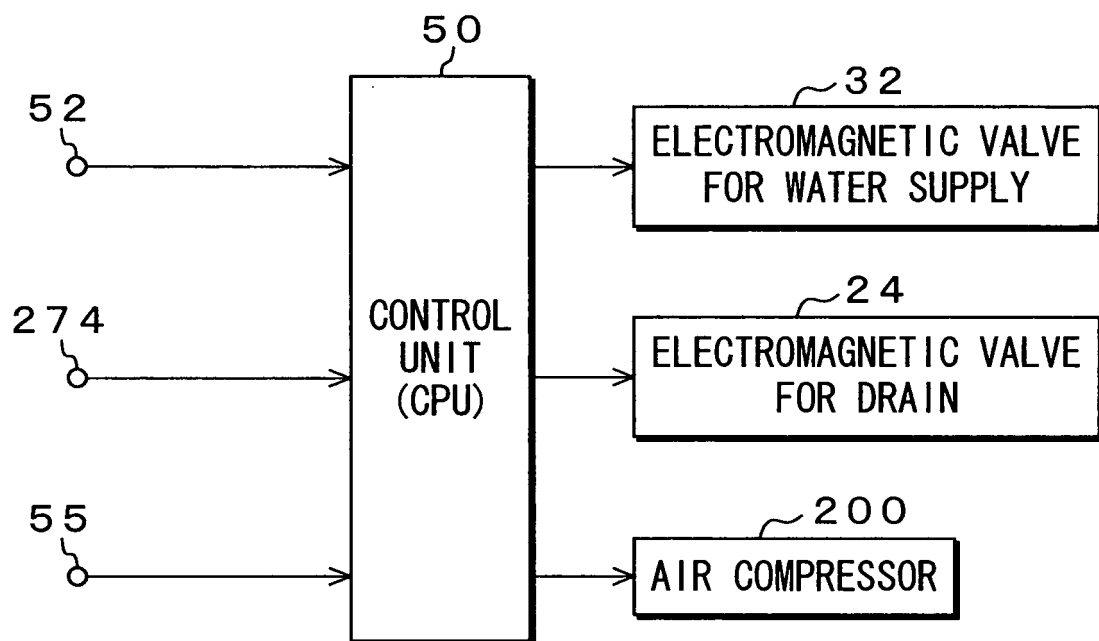 50
52
32
ELECTROMAGNETIC VALVE
FOR WATER SUPPLY
274
CONTROL
UNIT
(CPU)
24
ELECTROMAGNETIC VALVE
FOR DRAIN
55
200
AIR COMPRESSOR